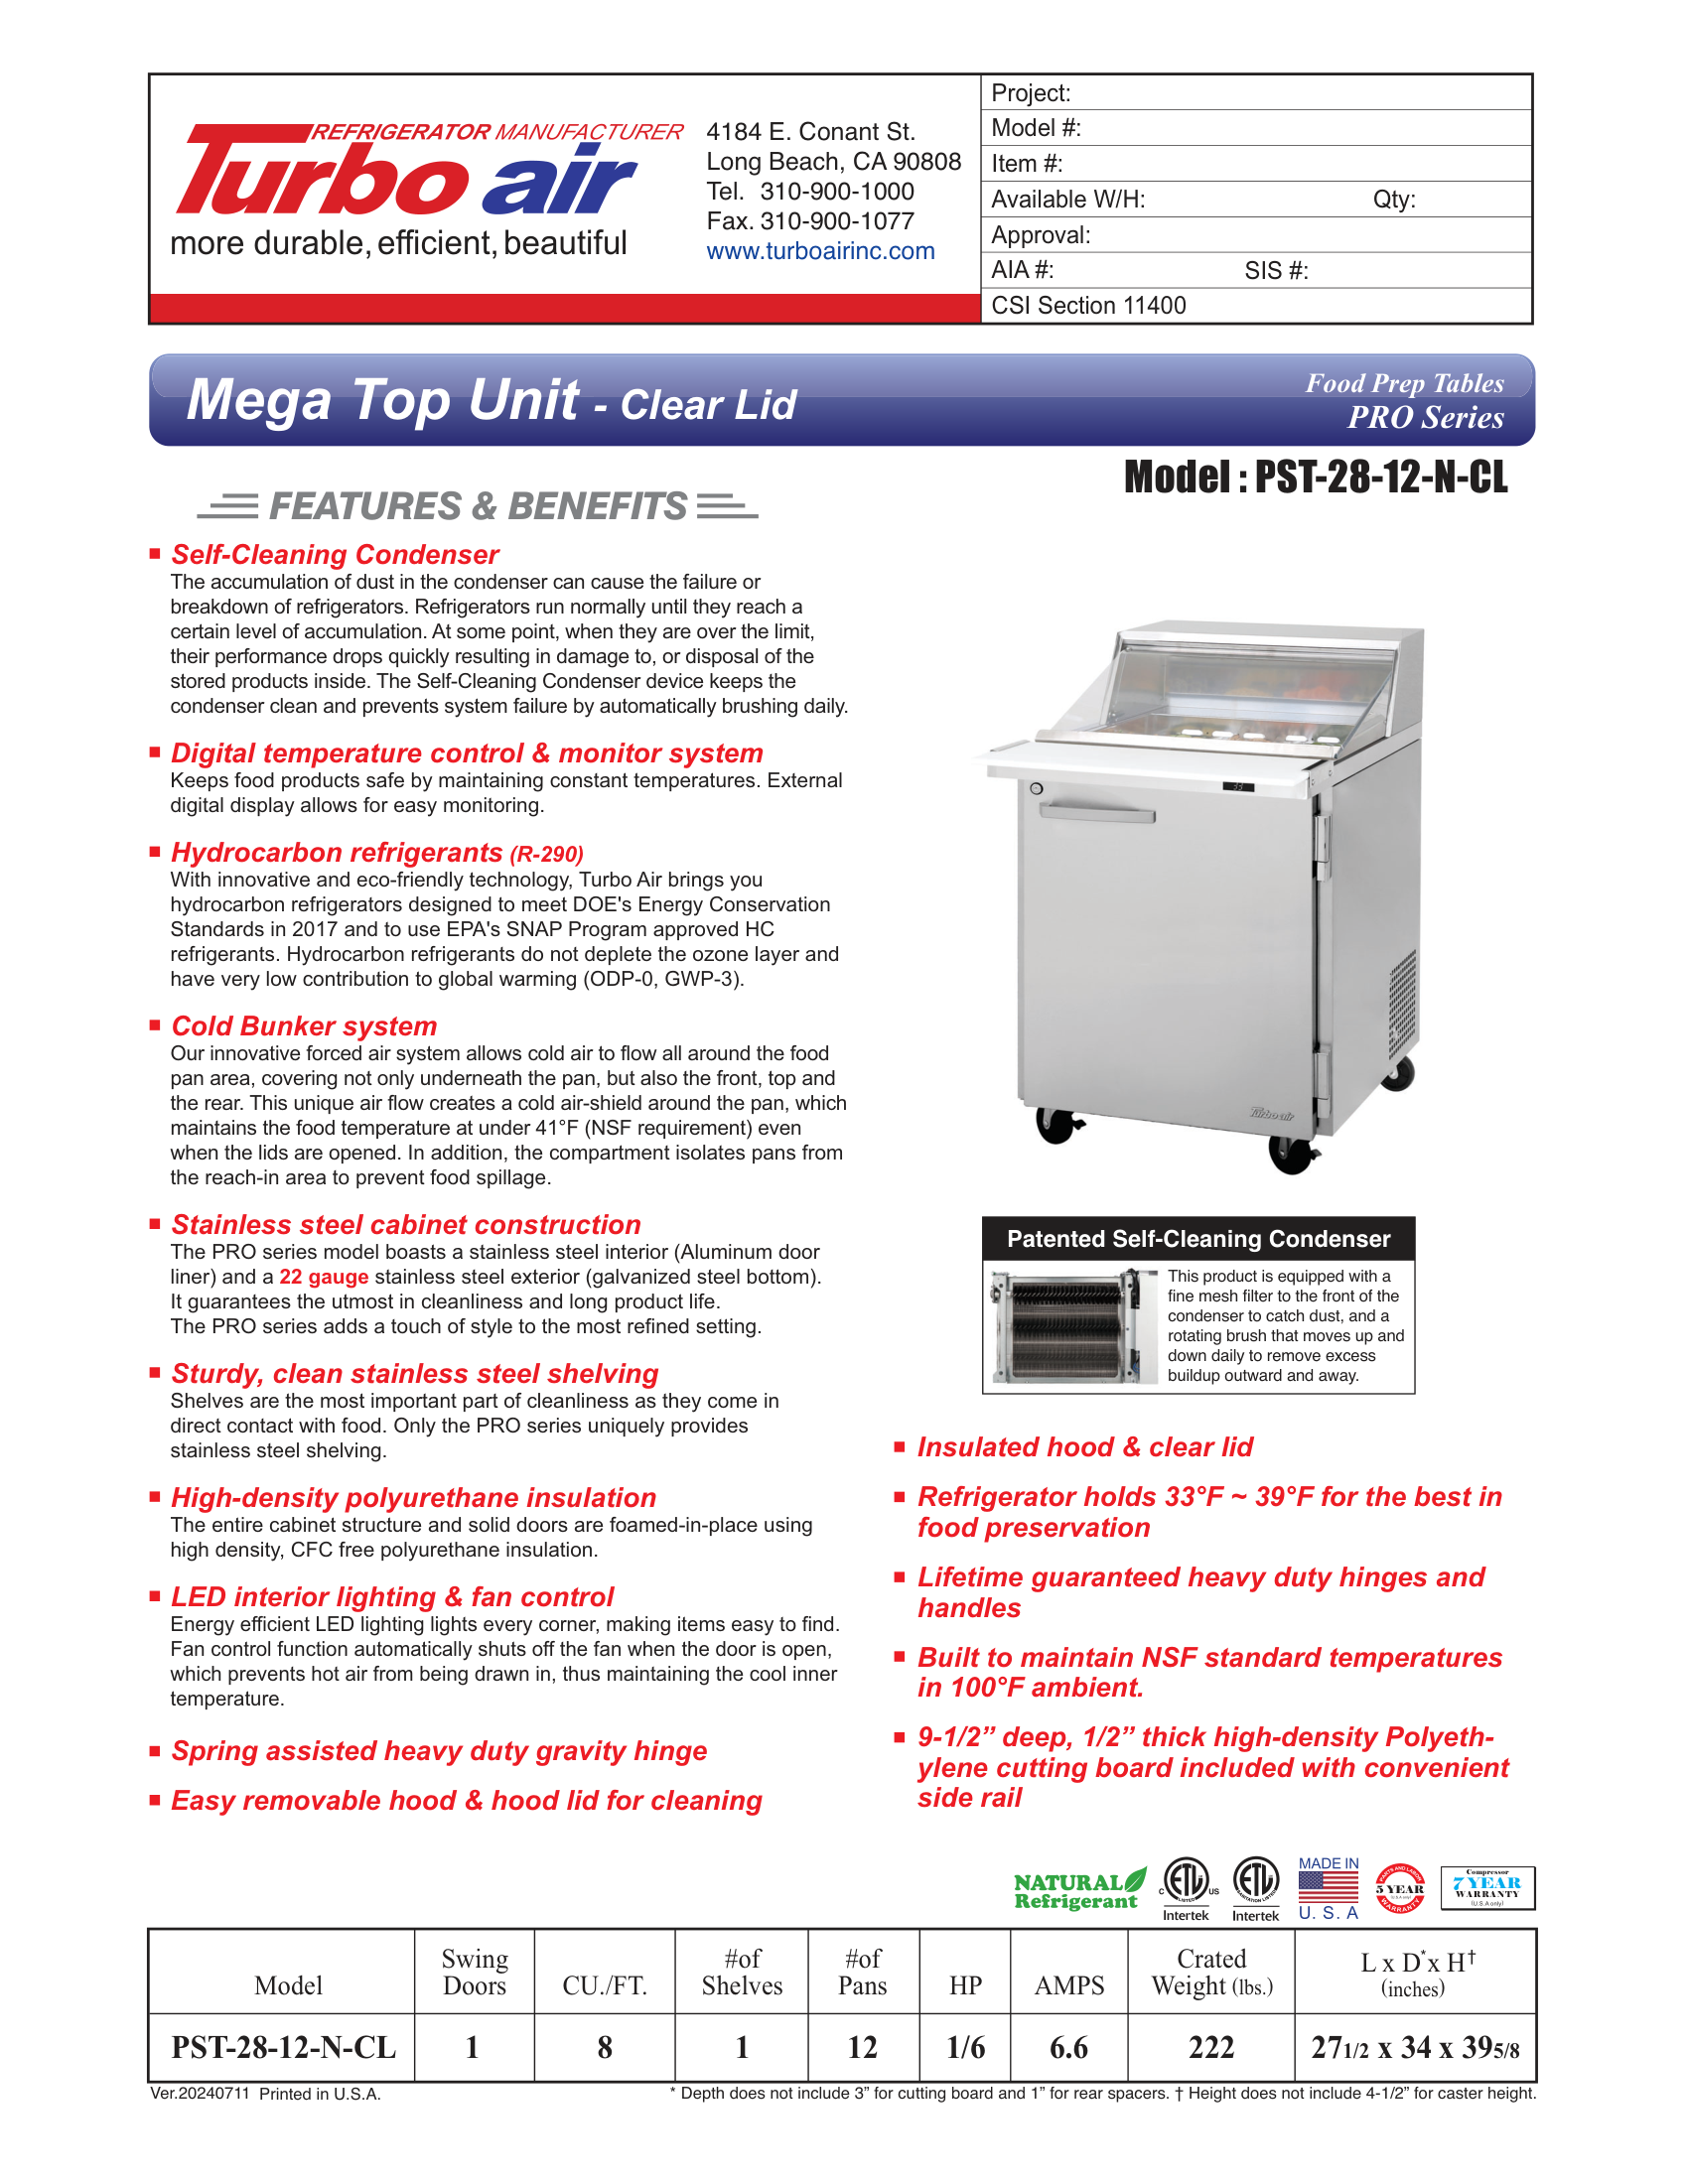 REFRIGERATOR MANUFACTURER
Turbo air
more durable, efficient, beautiful
4184 E. Conant St.
Long Beach, CA 90808
Tel. 310-900-1000
Fax. 310-900-1077
www.turboairinc.com
Project:
Model #:
Item #:
Available W/H: Qty:
Approval:
AIA #: SIS #:
CSI Section 11400
Mega Top Unit - Clear Lid
Food Prep Tables
PRO Series
Model : PST-28-12-N-CL
FEATURES & BENEFITS
Self-Cleaning Condenser
The accumulation of dust in the condenser can cause the failure or
breakdown of refrigerators. Refrigerators run normally until they reach a
certain level of accumulation. At some point, when they are over the limit,
their performance drops quickly resulting in damage to, or disposal of the
stored products inside. The Self-Cleaning Condenser device keeps the
condenser clean and prevents system failure by automatically brushing daily.
Digital temperature control & monitor system
Keeps food products safe by maintaining constant temperatures. External
digital display allows for easy monitoring.
Hydrocarbon refrigerants (R-290)
With innovative and eco-friendly technology, Turbo Air brings you
hydrocarbon refrigerators designed to meet DOE's Energy Conservation
Standards in 2017 and to use EPA's SNAP Program approved HC
refrigerants. Hydrocarbon refrigerants do not deplete the ozone layer and
have very low contribution to global warming (ODP-0, GWP-3).
Cold Bunker system
Our innovative forced air system allows cold air to flow all around the food
pan area, covering not only underneath the pan, but also the front, top and
the rear. This unique air flow creates a cold air-shield around the pan, which
maintains the food temperature at under 41°F (NSF requirement) even
when the lids are opened. In addition, the compartment isolates pans from
the reach-in area to prevent food spillage.
Stainless steel cabinet construction
The PRO series model boasts a stainless steel interior (Aluminum door
liner) and a 22 gauge stainless steel exterior (galvanized steel bottom).
It guarantees the utmost in cleanliness and long product life.
The PRO series adds a touch of style to the most refined setting.
Sturdy, clean stainless steel shelving
Shelves are the most important part of cleanliness as they come in
direct contact with food. Only the PRO series uniquely provides
stainless steel shelving.
High-density polyurethane insulation
The entire cabinet structure and solid doors are foamed-in-place using
high density, CFC free polyurethane insulation.
LED interior lighting & fan control
Energy efficient LED lighting lights every corner, making items easy to find.
Fan control function automatically shuts off the fan when the door is open,
which prevents hot air from being drawn in, thus maintaining the cool inner
temperature.
Spring assisted heavy duty gravity hinge
Easy removable hood & hood lid for cleaning
33
Turbo air
Patented Self-Cleaning Condenser
This product is equipped with a
fine mesh filter to the front of the
condenser to catch dust, and a
rotating brush that moves up and
down daily to remove excess
buildup outward and away.
Insulated hood & clear lid
Refrigerator holds 33°F ~ 39°F for the best in
food preservation
Lifetime guaranteed heavy duty hinges and
handles
Built to maintain NSF standard temperatures
in 100°F ambient.
9-1/2” deep, 1/2” thick high-density Polyeth-
ylene cutting board included with convenient
side rail
NATURAL
Refrigerant
C ETL US
LISTED
Intertek
ETL
SANITATION LISTED
Intertek
MADE IN
U. S. A
PARTS AND LABOR
5 YEAR
(U.S.A only)
WARRANTY
Compressor
7 YEAR
WARRANTY
(U.S.A only)
Model Swing Doors CU./FT. #of Shelves #of Pans HP AMPS Crated Weight (lbs.) L x D* x H† (inches)
PST-28-12-N-CL 1 8 1 12 1/6 6.6 222 27 1/2 x 34 x 39 5/8
Ver.20240711 Printed in U.S.A.
* Depth does not include 3” for cutting board and 1” for rear spacers. † Height does not include 4-1/2” for caster height.